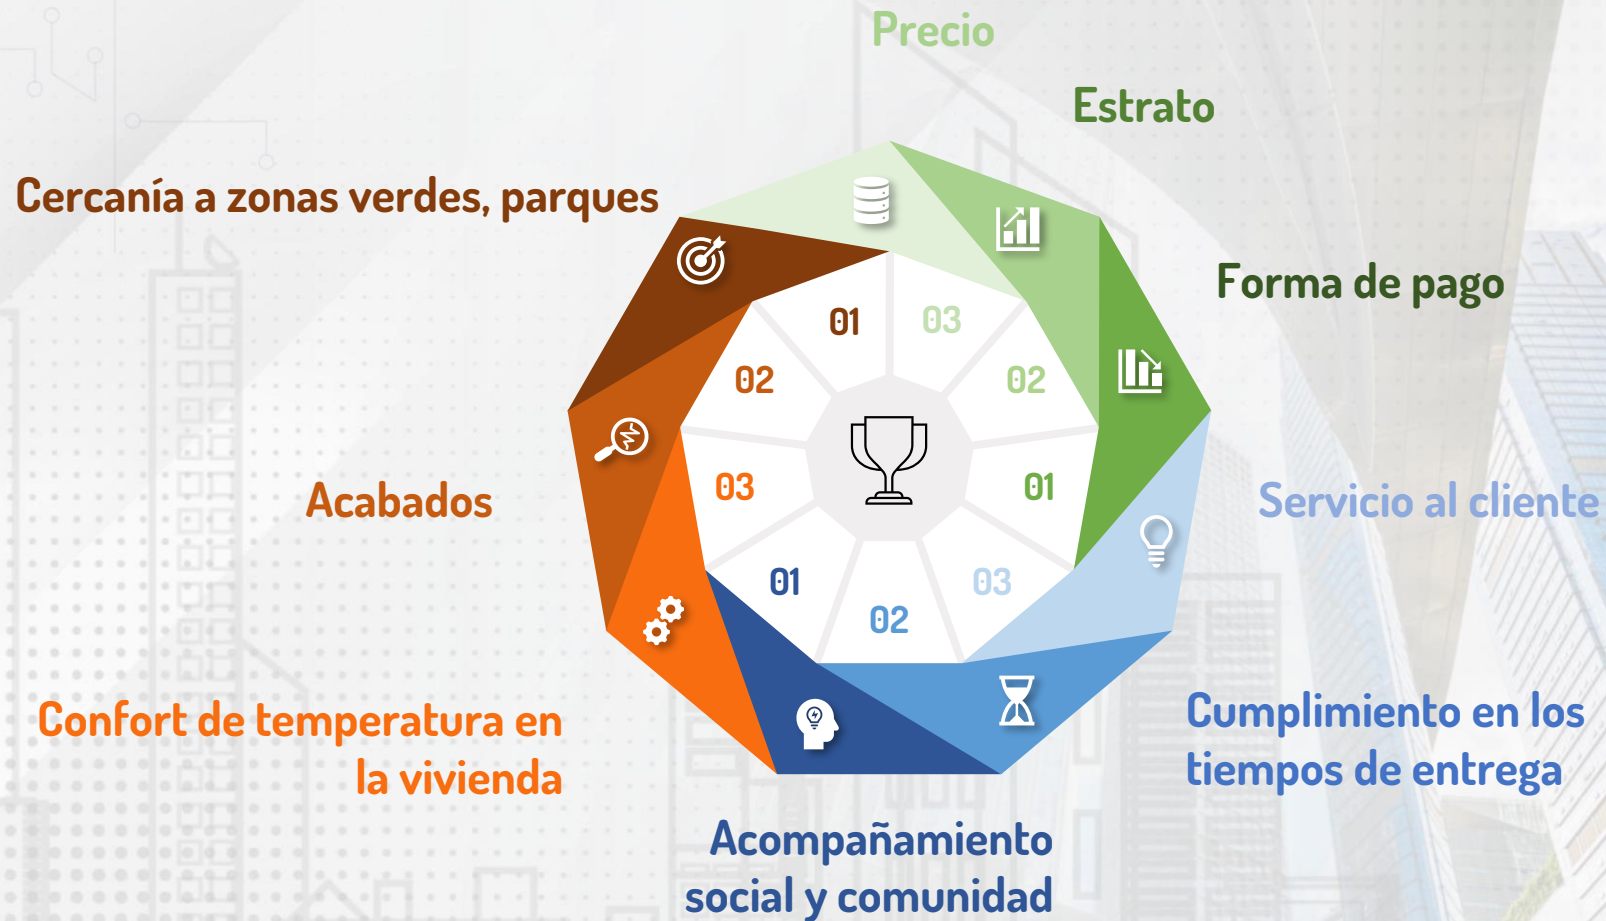 Precio
Estrato
Cercanía a zonas verdes, parques
Forma de pago
01
03
02
02
03
01
Acabados
Servicio al cliente
01
03
02
Confort de temperatura en
la vivienda
Cumplimiento en los
tiempos de entrega
Acompañamiento
social y comunidad